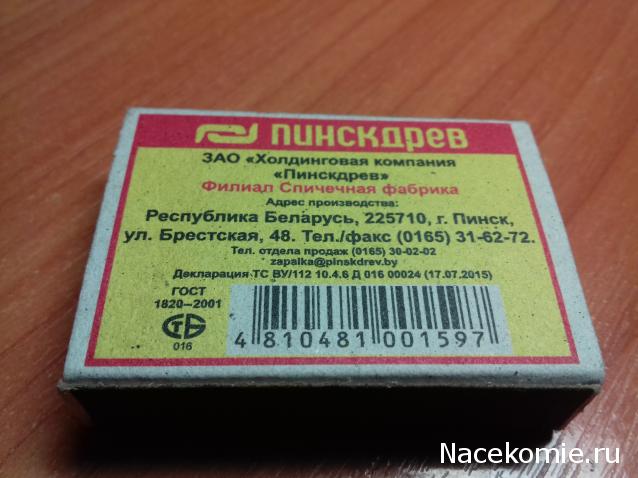 ПИНСКДРЕВ
ЗАО «Холдинговая компания
«Пинскдрев»
Филиал Спичечная фабрика
Адрес производства:
Республика Беларусь, 225710, г. Пинск,
ул. Брестская, 48. Тел./факс (0165) 31-62-72.
Тел. отдела продаж (0165) 30-02-02
zapalka@pinskdrev.by
Декларация ТС BY/112 10.4.6 Д 016 00024 (17.07.2015)
ГОСТ
1820–2001
СТБ
016
4 810481 001597
Nacekomie.ru